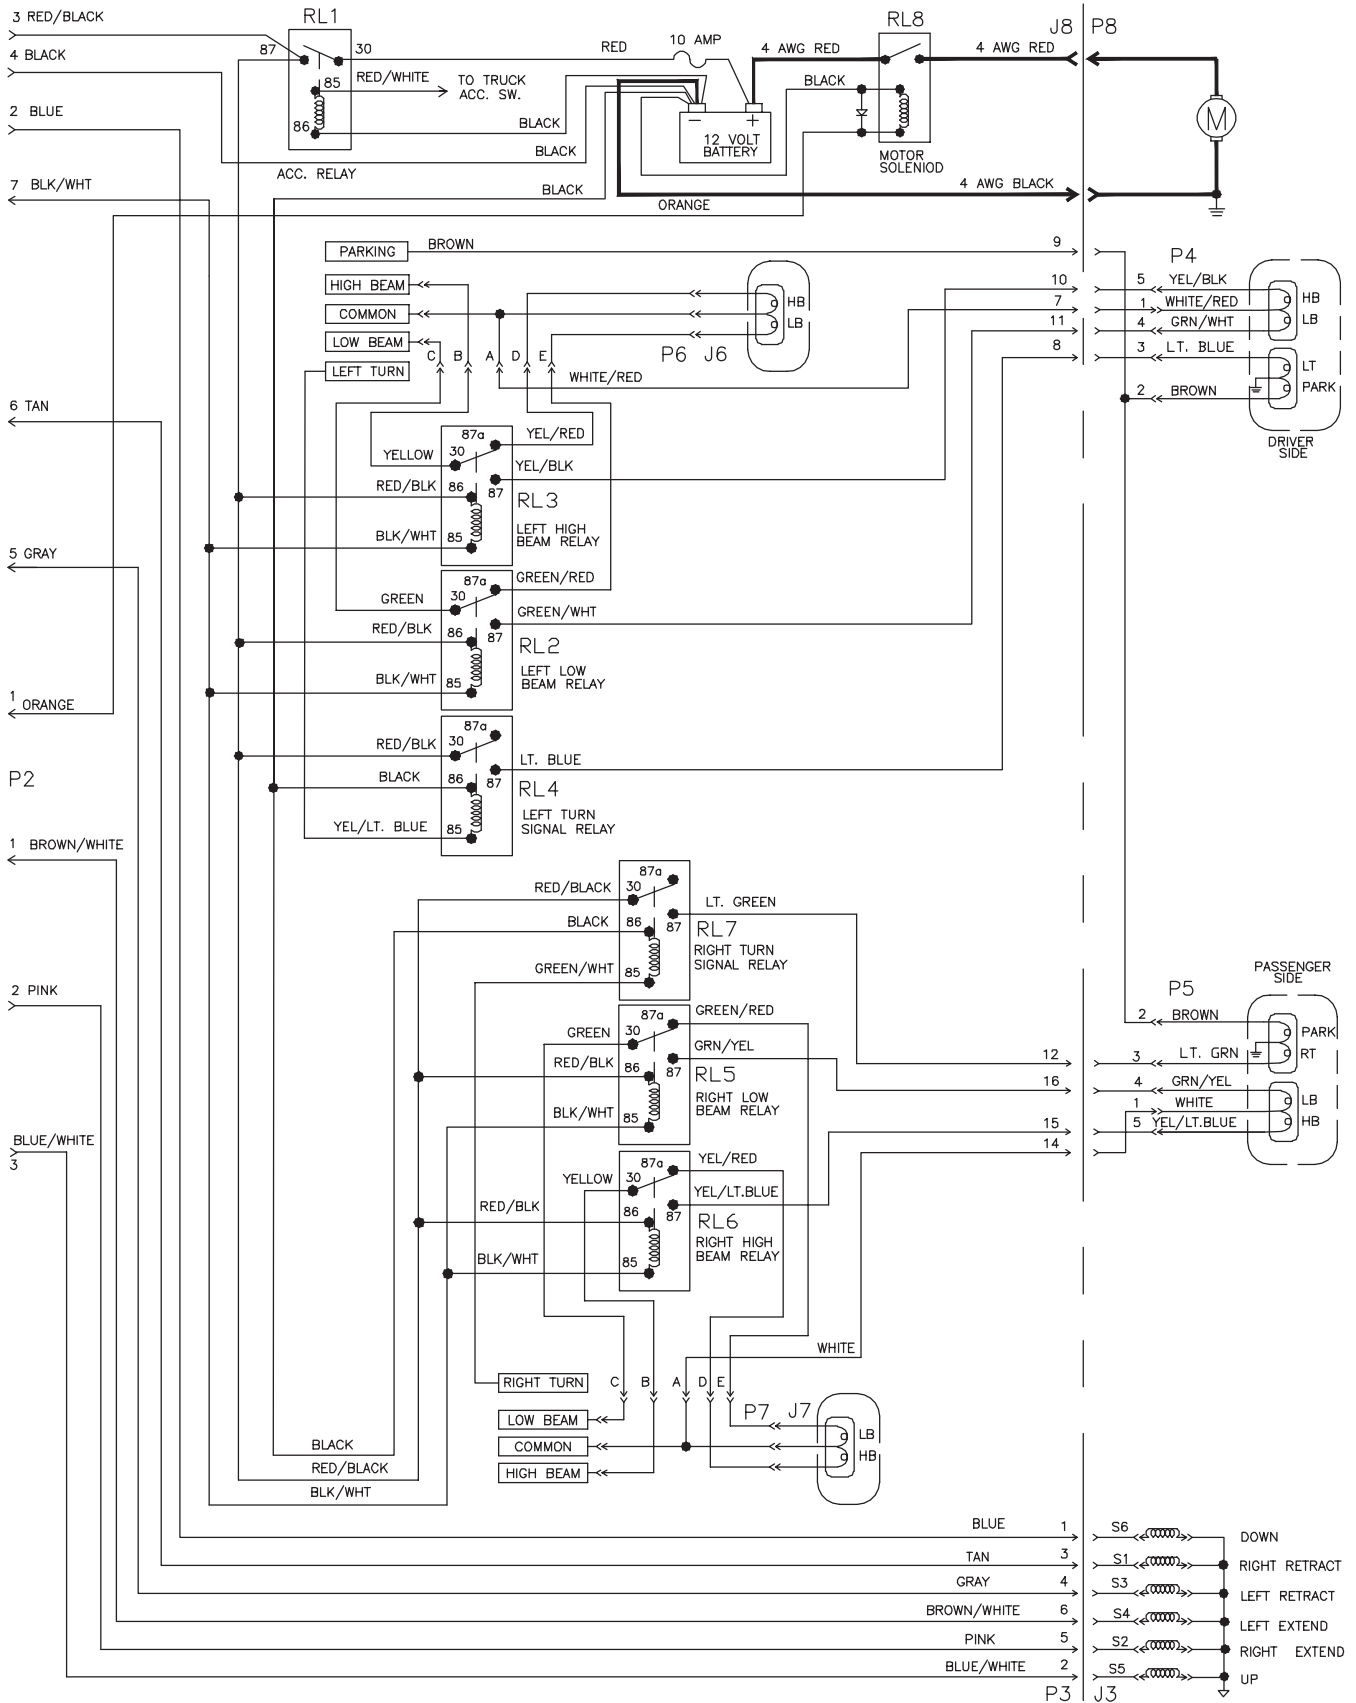 3 RED/BLACK
RL1
RL8
J8 P8
87
30
RED
10 AMP
4 AWG RED
4 AWG RED
4 BLACK
85
RED/WHITE
TO TRUCK
ACC. SW.
BLACK
2 BLUE
86
BLACK
−
+
12 VOLT
BATTERY
M
BLACK
MOTOR
SOLENIOD
ACC. RELAY
7 BLK/WHT
BLACK
4 AWG BLACK
ORANGE
PARKING
BROWN
9
P4
HIGH BEAM
10
5
YEL/BLK
HB
HB
COMMON
7
1
WHITE/RED
LB
LB
11
4
GRN/WHT
LOW BEAM
C
B
A
D
E
P6 J6
8
3
LT. BLUE
LT
LEFT TURN
WHITE/RED
2
BROWN
PARK
6 TAN
DRIVER
SIDE
87a
YEL/RED
YELLOW
30
YEL/BLK
RED/BLK
86
87
RL3
BLK/WHT
85
LEFT HIGH
BEAM RELAY
5 GRAY
87a
GREEN/RED
GREEN
30
GREEN/WHT
RED/BLK
86
87
RL2
BLK/WHT
85
LEFT LOW
BEAM RELAY
1
ORANGE
87a
RED/BLK
30
LT. BLUE
P2
BLACK
86
87
RL4
YEL/LT. BLUE
85
LEFT TURN
SIGNAL RELAY
1 BROWN/WHITE
87a
RED/BLACK
30
LT. GREEN
BLACK
86
87
RL7
RIGHT TURN
SIGNAL RELAY
GREEN/WHT
85
PASSENGER
SIDE
P5
2 PINK
87a
GREEN/RED
2
BROWN
PARK
GREEN
30
GRN/YEL
RED/BLK
86
87
RL5
12
3
LT. GRN
RT
RIGHT LOW
BEAM RELAY
16
4
GRN/YEL
LB
BLK/WHT
85
1
WHITE
15
5
YEL/LT.BLUE
HB
BLUE/WHITE
3
14
87a
YEL/RED
YELLOW
30
YEL/LT.BLUE
RED/BLK
86
87
RL6
RIGHT HIGH
BEAM RELAY
BLK/WHT
85
WHITE
RIGHT TURN
C
B
A
D
E
LOW BEAM
P7 J7
LB
COMMON
HB
HIGH BEAM
BLACK
RED/BLACK
BLK/WHT
BLUE
1
S6
DOWN
TAN
3
S1
RIGHT RETRACT
GRAY
4
S3
LEFT RETRACT
BROWN/WHITE
6
S4
LEFT EXTEND
PINK
5
S2
RIGHT EXTEND
BLUE/WHITE
2
S5
UP
P3 J3